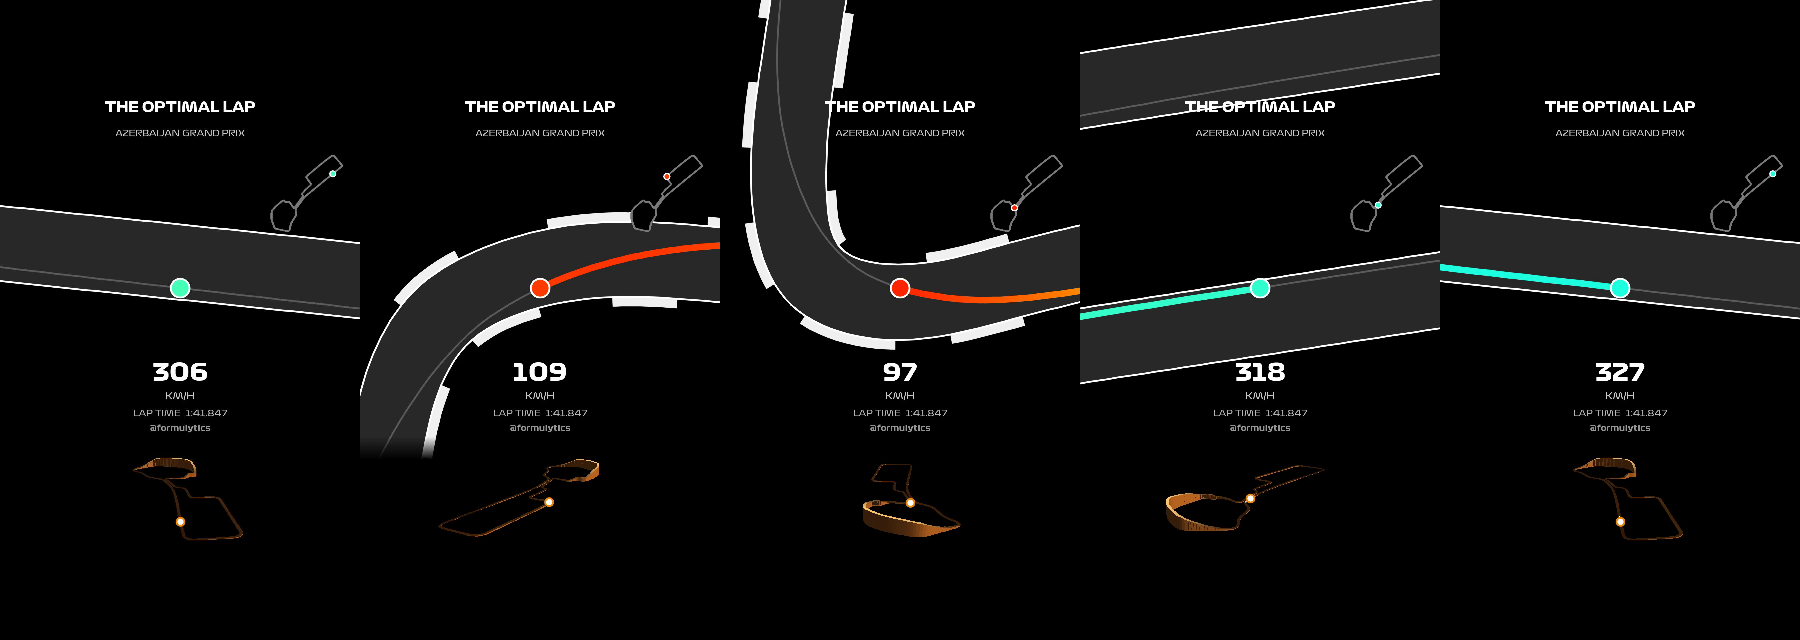 THE OPTIMAL LAP
AZERBAIJAN GRAND PRIX
306
KM/H
LAP TIME 1:41.847
@formulytics
THE OPTIMAL LAP
AZERBAIJAN GRAND PRIX
109
KM/H
LAP TIME 1:41.847
@formulytics
THE OPTIMAL LAP
AZERBAIJAN GRAND PRIX
97
KM/H
LAP TIME 1:41.847
@formulytics
THE OPTIMAL LAP
AZERBAIJAN GRAND PRIX
318
KM/H
LAP TIME 1:41.847
@formulytics
THE OPTIMAL LAP
AZERBAIJAN GRAND PRIX
327
KM/H
LAP TIME 1:41.847
@formulytics